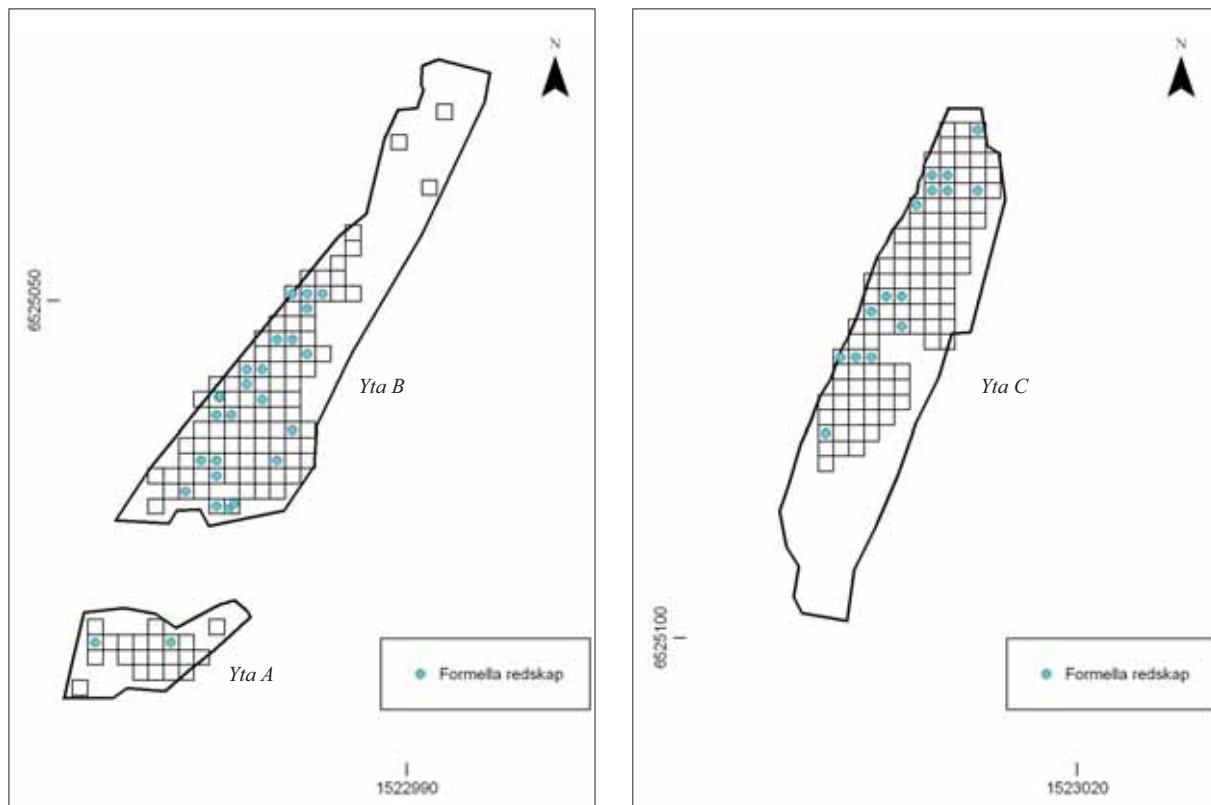 N
6525050
Yta B
Yta A
Formella redskap
1522990
N
Yta C
6525100
Formella redskap
1523020